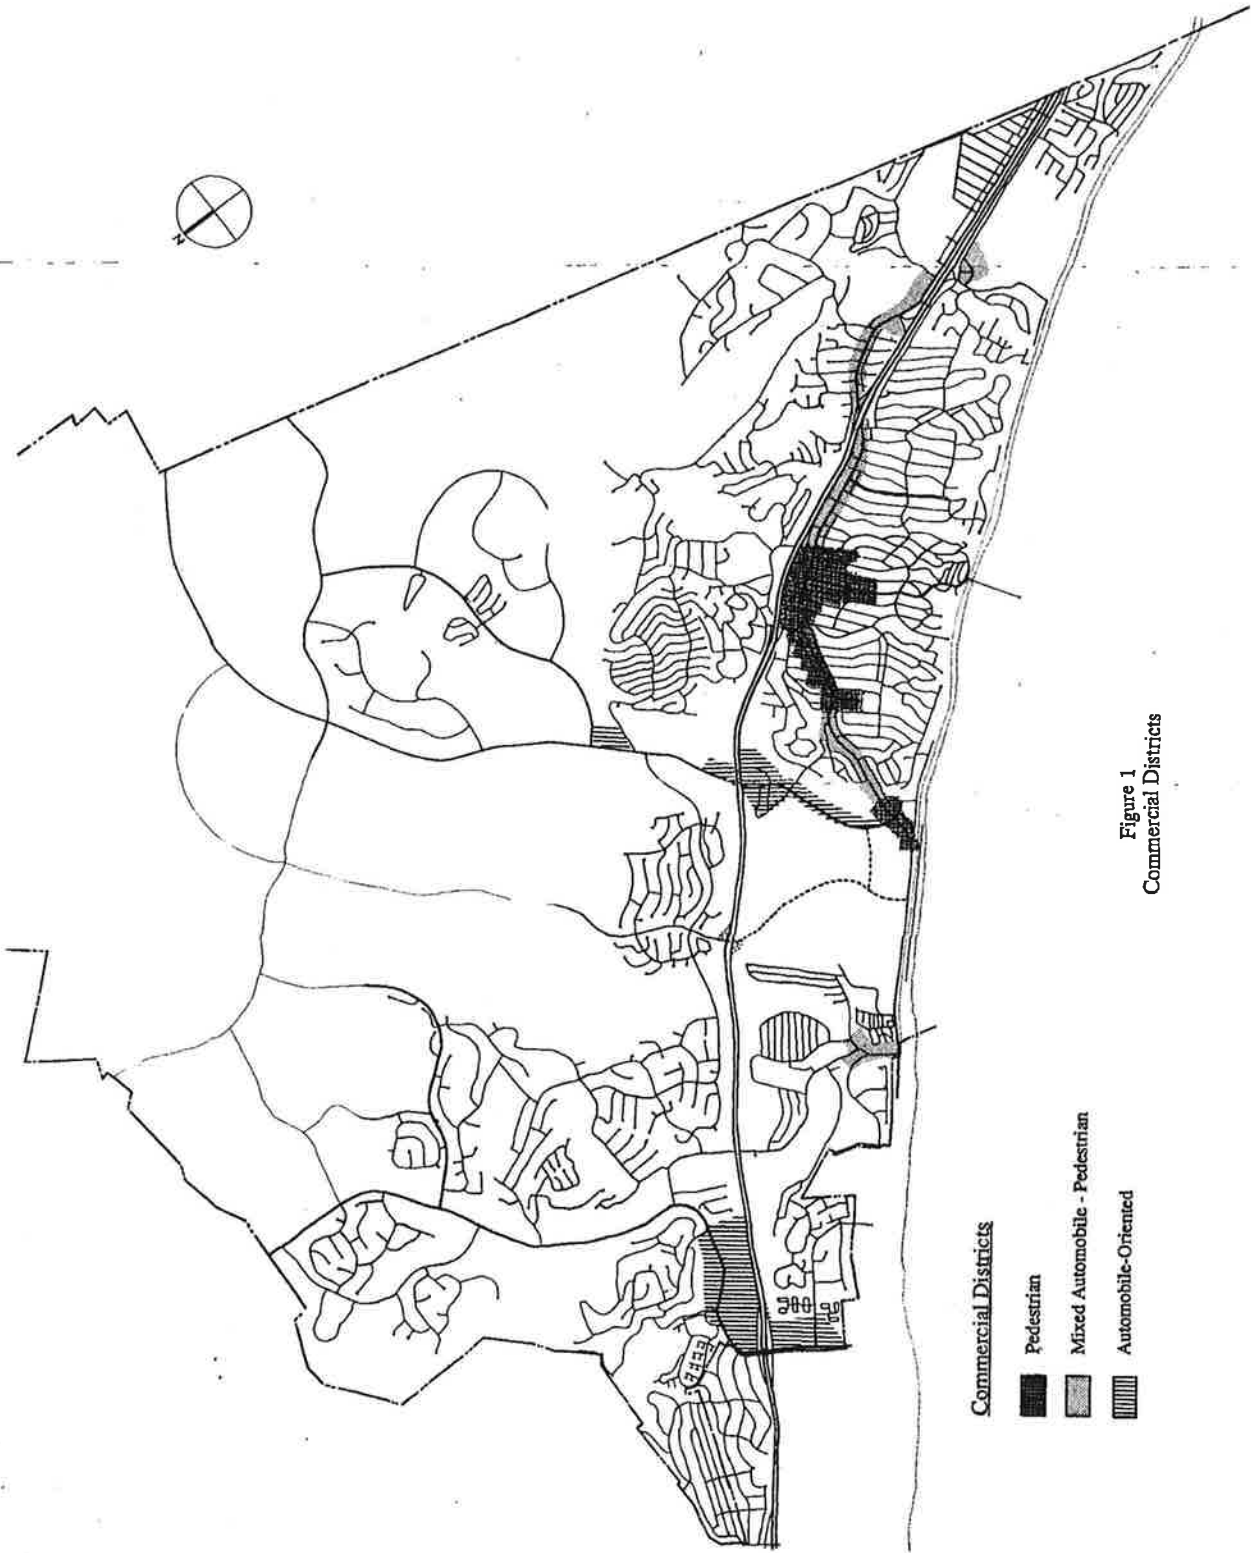 N
Commercial Districts
Pedestrian
Mixed Automobile - Pedestrian
Automobile-Oriented
Figure 1
Commercial Districts